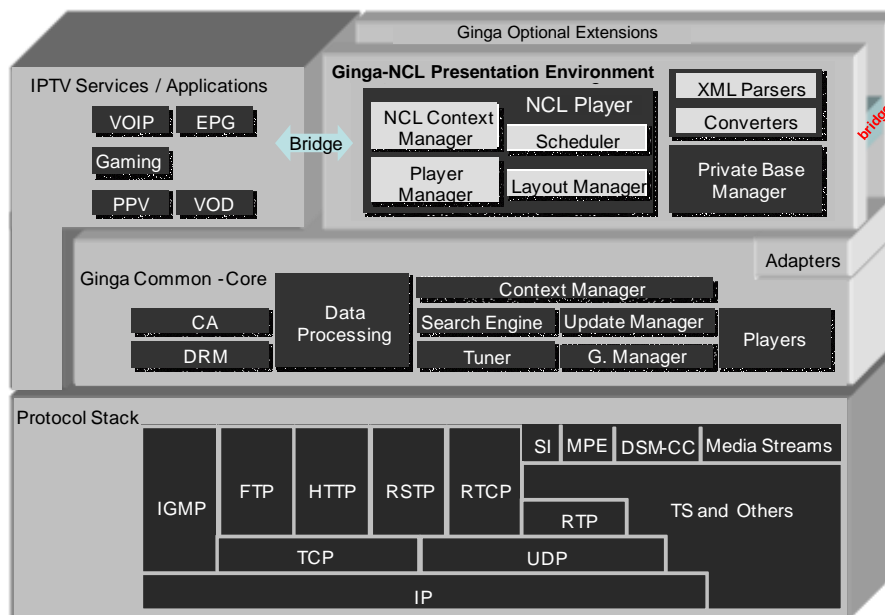 Ginga Optional Extensions
IPTV Services / Applications
VOIP
EPG
Gaming
PPV
VOD
Bridge
Ginga-NCL Presentation Environment
NCL Player
NCL Context
Manager
Scheduler
Player
Manager
Layout Manager
XML Parsers
Converters
Private Base
Manager
bridge
Adapters
Ginga Common -Core
CA
DRM
Data
Processing
Context Manager
Search Engine
Update Manager
Tuner
G. Manager
Players
Protocol Stack
SI
MPE
DSM-CC
Media Streams
IGMP
FTP
HTTP
RSTP
RTCP
RTP
TS and Others
TCP
UDP
IP